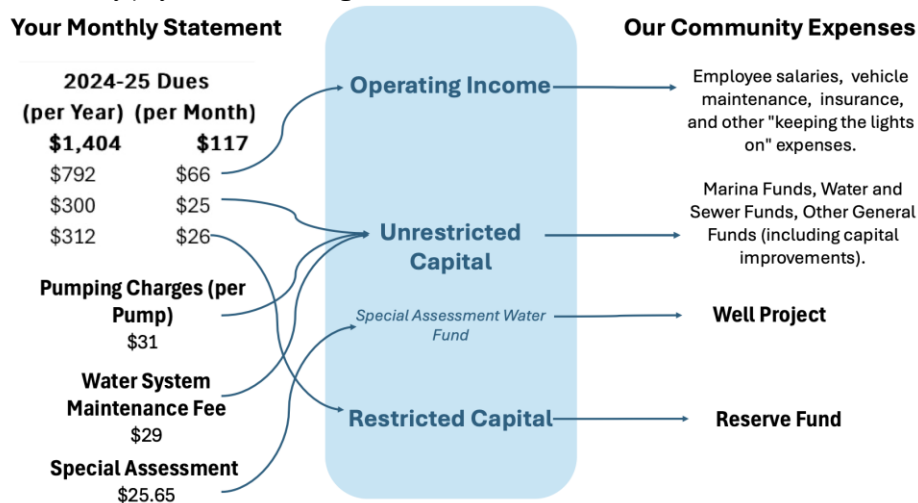 Your Monthly Statement
2024-25 Dues
(per Year) (per Month)
$1,404 $117
$792 $66
$300 $25
$312 $26
Pumping Charges (per
Pump)
$31
Water System
Maintenance Fee
$29
Special Assessment
$25.65
Operating Income
Unrestricted
Capital
Special Assessment Water
Fund
Restricted Capital
Our Community Expenses
Employee salaries, vehicle
maintenance, insurance,
and other "keeping the lights
on" expenses.
Marina Funds, Water and
Sewer Funds, Other General
Funds (including capital
improvements).
Well Project
Reserve Fund